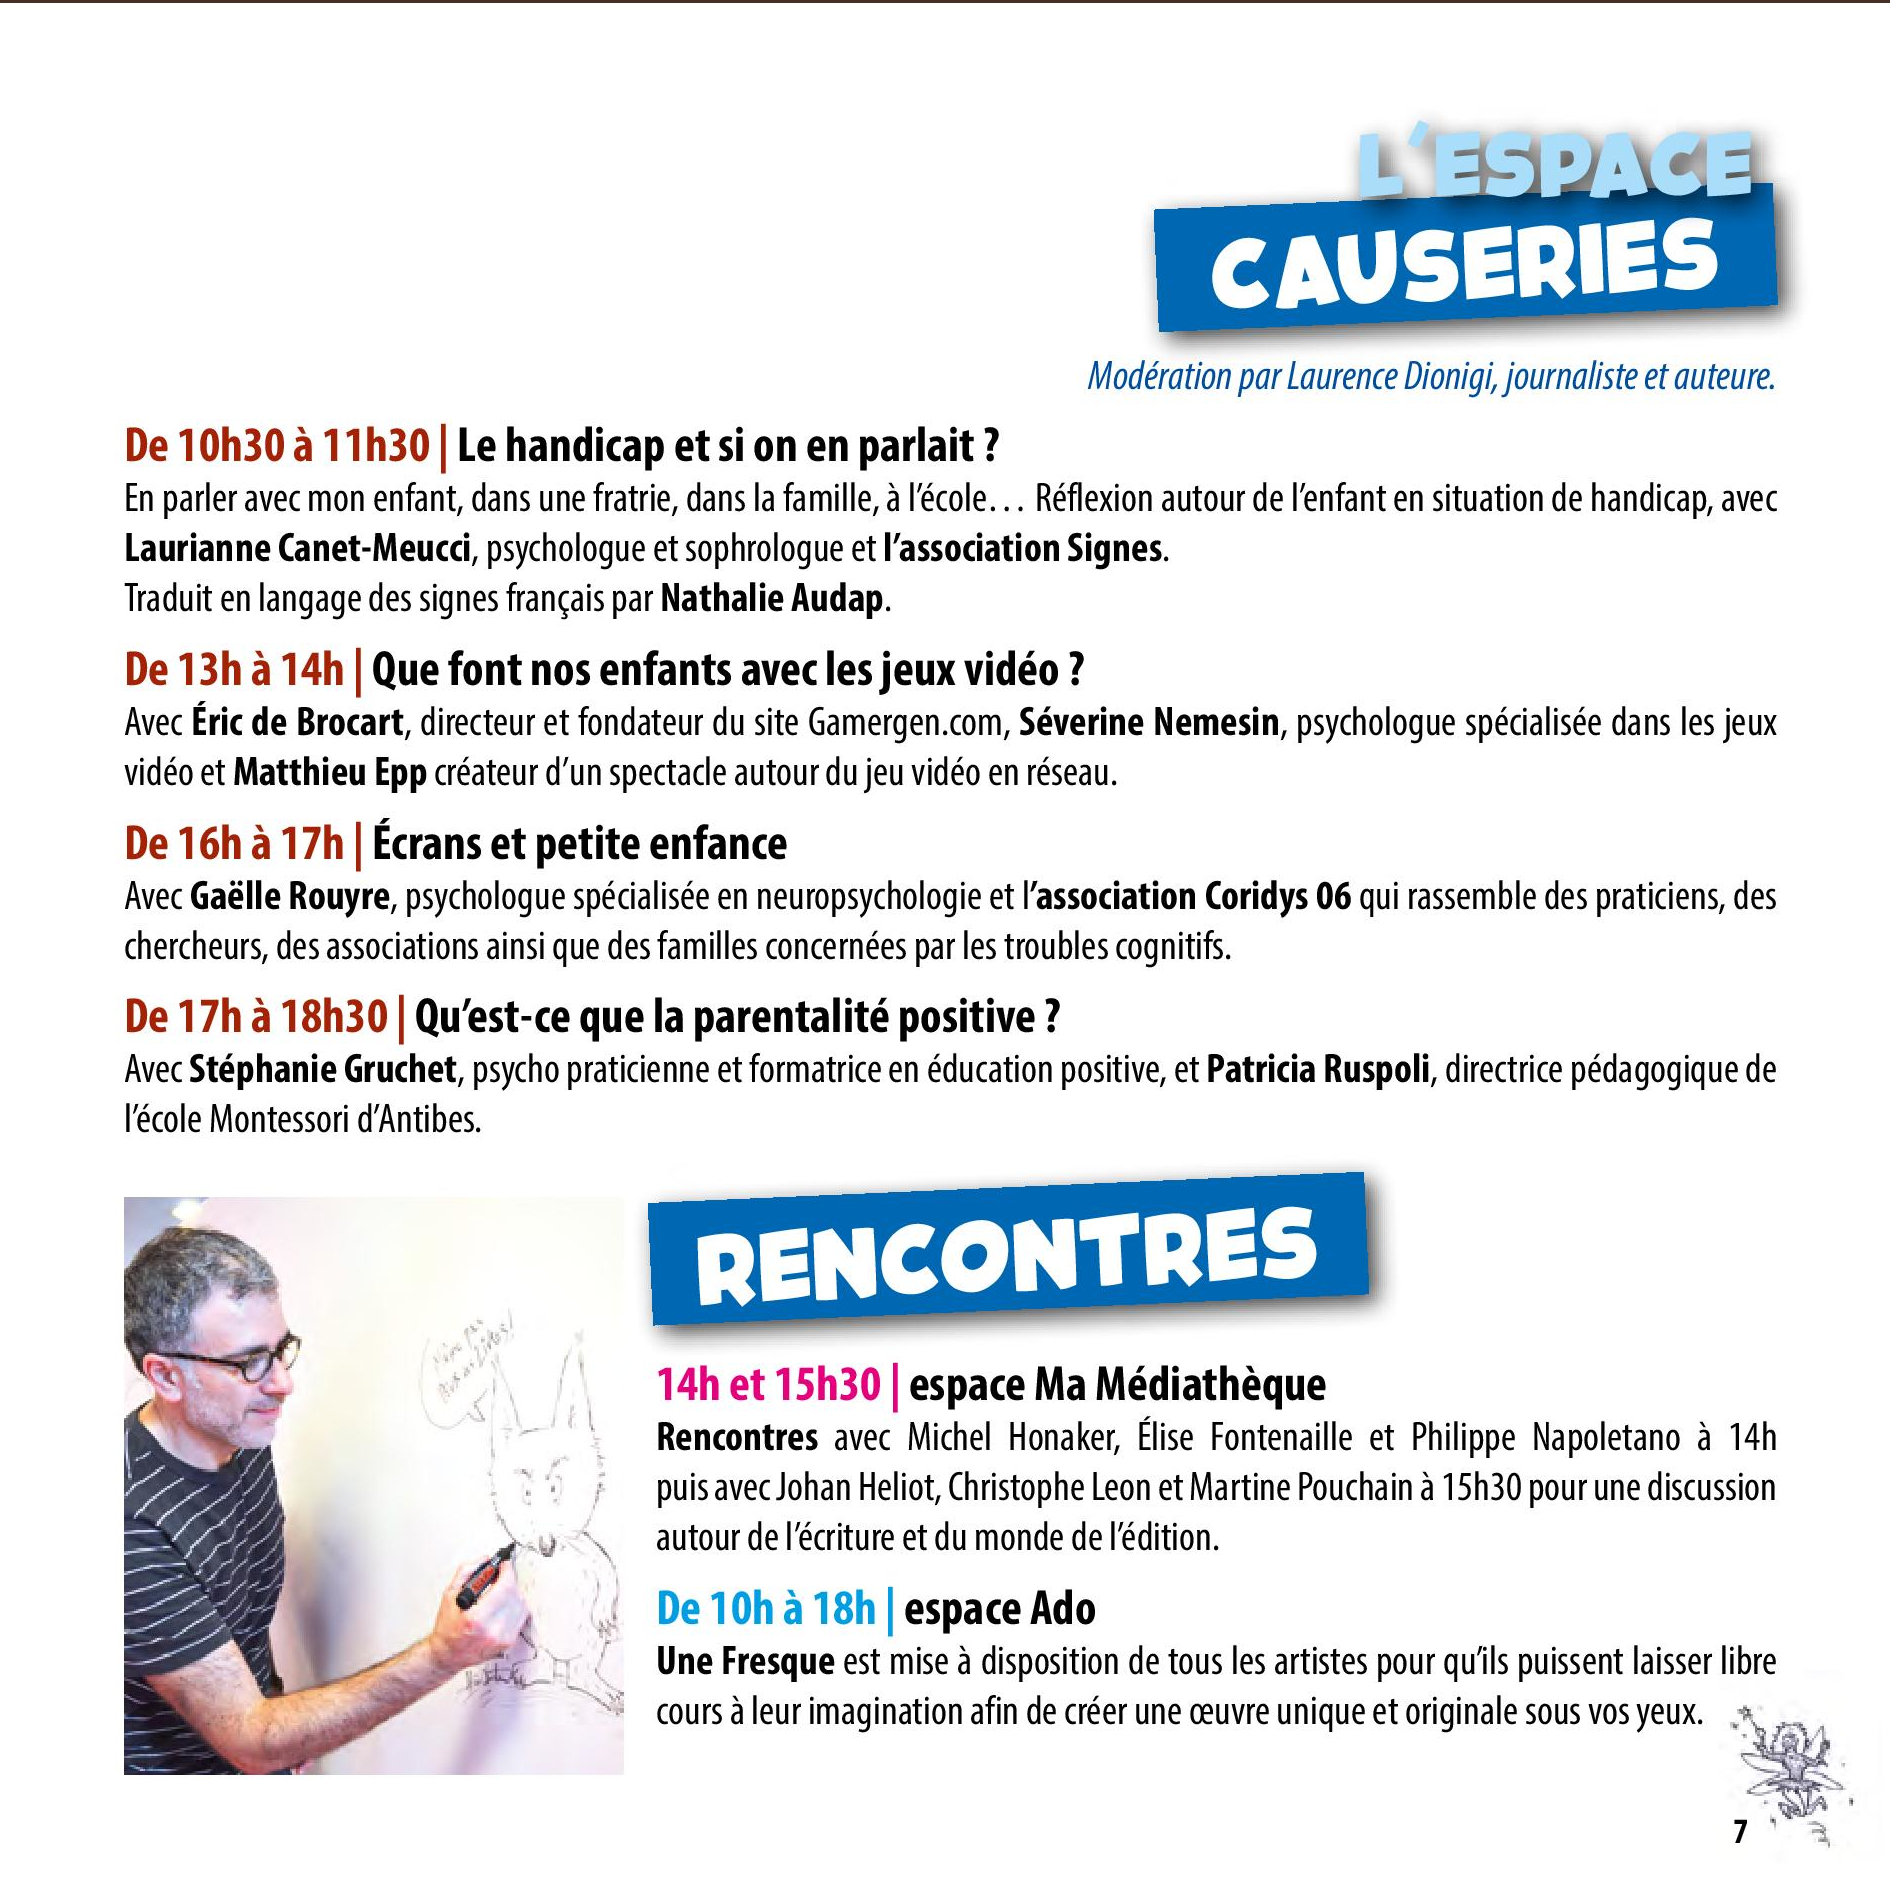 L'ESPACE
CAUSERIES
Modération par Laurence Dionigi, journaliste et auteure.
De 10h30 à 11h30 | Le handicap et si on en parlait ?
En parler avec mon enfant, dans une fratrie, dans la famille, à l’école… Réflexion autour de l’enfant en situation de handicap, avec
Laurianne Canet-Meucci, psychologue et sophrologue et l’association Signes.
Traduit en langage des signes français par Nathalie Audap.
De 13h à 14h | Que font nos enfants avec les jeux vidéo ?
Avec Éric de Brocart, directeur et fondateur du site Gamergen.com, Séverine Nemesin, psychologue spécialisée dans les jeux
vidéo et Matthieu Epp créateur d’un spectacle autour du jeu vidéo en réseau.
De 16h à 17h | Écrans et petite enfance
Avec Gaëlle Rouyre, psychologue spécialisée en neuropsychologie et l’association Coridys 06 qui rassemble des praticiens, des
chercheurs, des associations ainsi que des familles concernées par les troubles cognitifs.
De 17h à 18h30 | Qu’est-ce que la parentalité positive ?
Avec Stéphanie Gruchet, psycho praticienne et formatrice en éducation positive, et Patricia Ruspoli, directrice pédagogique de
l’école Montessori d’Antibes.
RENCONTRES
14h et 15h30 | espace Ma Médiathèque
Rencontres avec Michel Honaker, Élise Fontenaille et Philippe Napoletano à 14h
puis avec Johan Heliot, Christophe Leon et Martine Pouchain à 15h30 pour une discussion
autour de l’écriture et du monde de l’édition.
De 10h à 18h | espace Ado
Une Fresque est mise à disposition de tous les artistes pour qu’ils puissent laisser libre
cours à leur imagination afin de créer une œuvre unique et originale sous vos yeux.
7